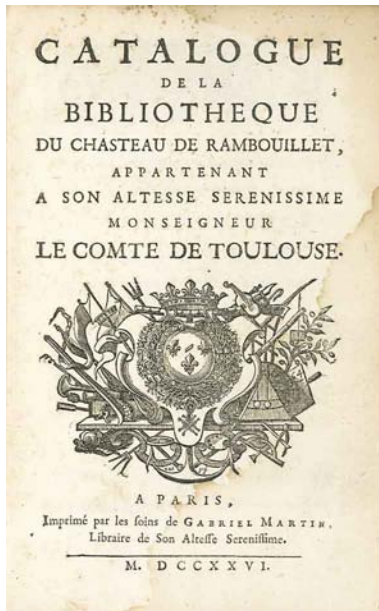 CATALOGUE
DE LA
BIBLIOTHEQUE
DU CHASTEAU DE RAMBOUILLET,
APPARTENANT
A SON ALTESSE SERENISSIME
MONSEIGNEUR
LE COMTE DE TOULOUSE.
A PARIS,
Imprimé par les soins de GABRIEL MARTIN,
Libraire de Son Altesse Serenissime.
M. DCCXXVI.